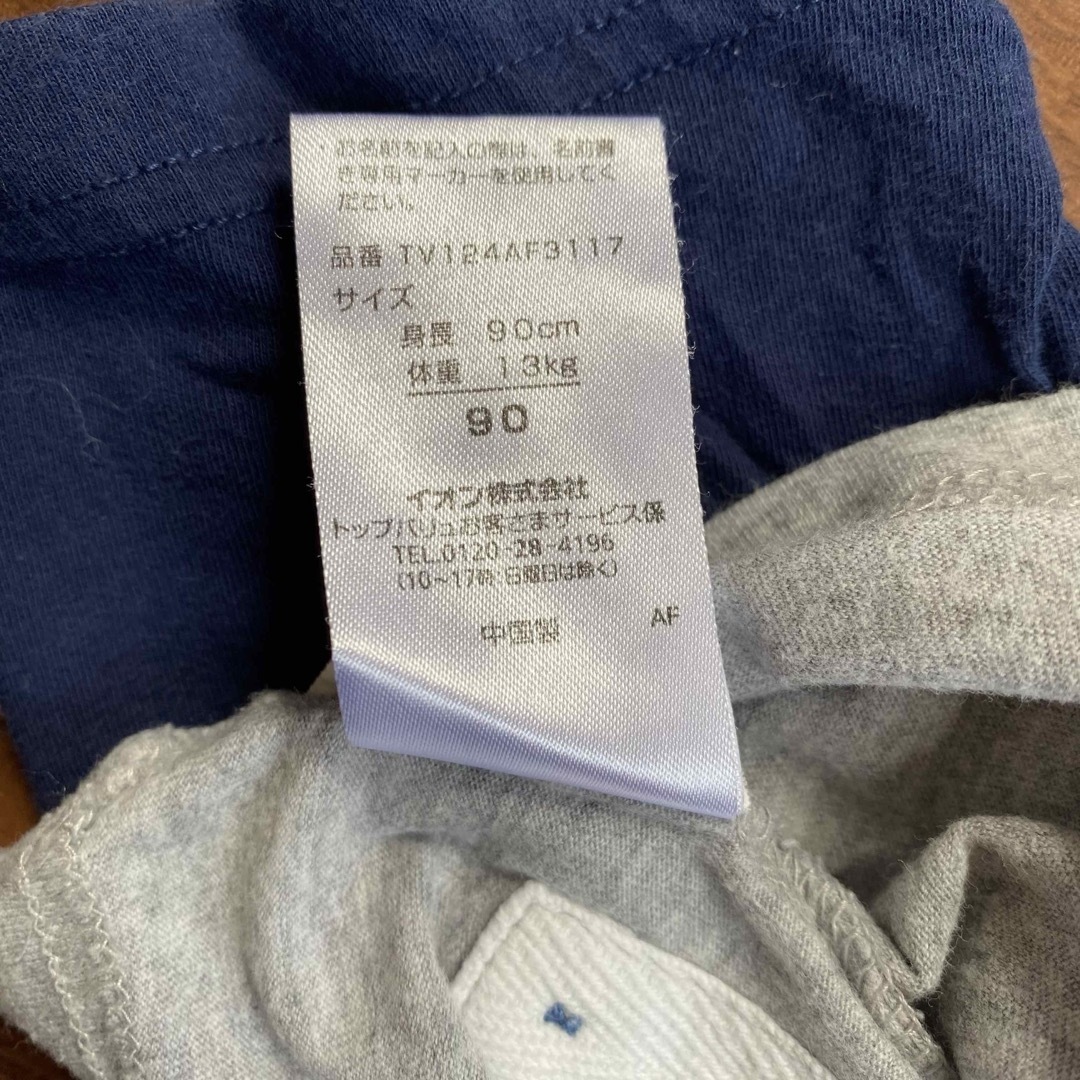 ・お名前を記入の際は、名前書
き専用マーカーを使用してく
ださい。
品番 TV124AF3117
サイズ
身長 90cm
体重 13kg
90
イオン株式会社
トップバリュお客さまサービス係
TEL.0120-28-4196
(10~17時 日曜日は除く)
中国製 AF